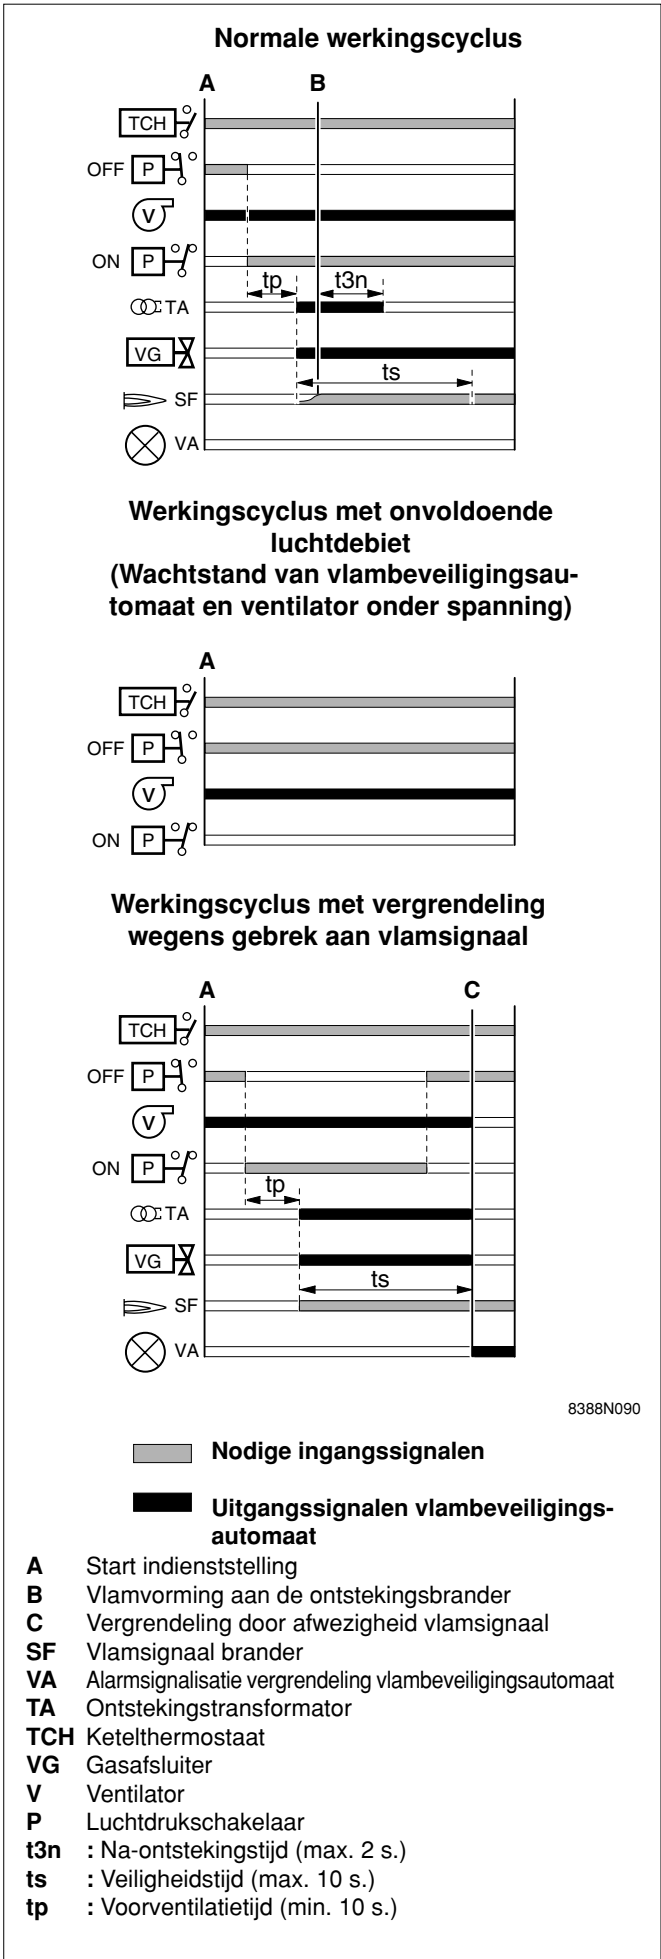 Normale werkingscyclus
A B
TCH
OFF P
V
ON P
tp t3n
TA
VG
ts
SF
VA
Werkingscyclus met onvoldoende
luchtdebiet
(Wachtstand van vlambeveiligingsau-
tomaat en ventilator onder spanning)
A
TCH
OFF P
V
ON P
Werkingscyclus met vergrendeling
wegens gebrek aan vlamsignaal
A C
TCH
OFF P
V
ON P
tp
TA
VG
ts
SF
VA
8388N090
Nodige ingangssignalen
Uitgangssignalen vlambeveiligings-
automaat
A Start indienststelling
B Vlamvorming aan de ontstekingsbrander
C Vergrendeling door afwezigheid vlamsignaal
SF Vlamsignaal brander
VA Alarmsignalisatie vergrendeling vlambeveiligingsautomaat
TA Ontstekingstransformator
TCH Ketelthermostaat
VG Gasafsluiter
V Ventilator
P Luchtdrukschakelaar
t3n : Na-ontstekingstijd (max. 2 s.)
ts : Veiligheidstijd (max. 10 s.)
tp : Voorventilatietijd (min. 10 s.)